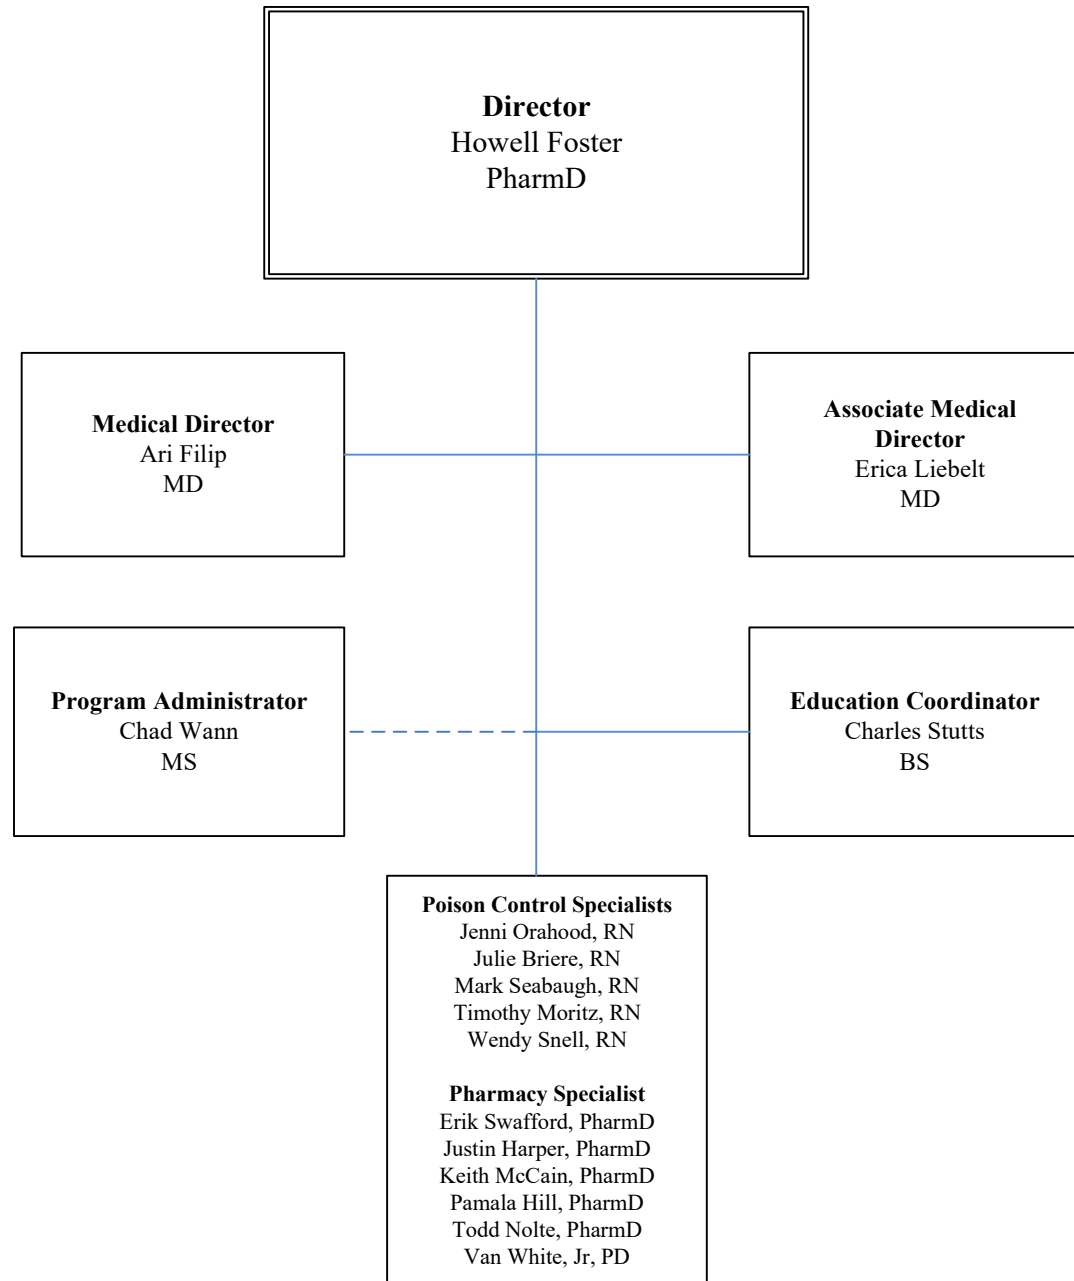 Director
Howell Foster
PharmD
Medical Director
Ari Filip
MD
Associate Medical
Director
Erica Liebelt
MD
Program Administrator
Chad Wann
MS
Education Coordinator
Charles Stutts
BS
Poison Control Specialists
Jenni Orahood, RN
Julie Briere, RN
Mark Seabaugh, RN
Timothy Moritz, RN
Wendy Snell, RN
Pharmacy Specialist
Erik Swafford, PharmD
Justin Harper, PharmD
Keith McCain, PharmD
Pamala Hill, PharmD
Todd Nolte, PharmD
Van White, Jr, PD